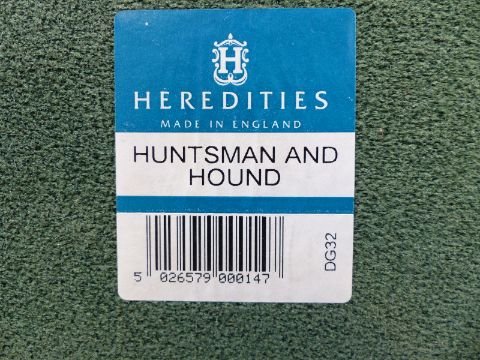 H
HEREDITIES
MADE IN ENGLAND
HUNTSMAN AND
HOUND
5 026579 000147
DG32